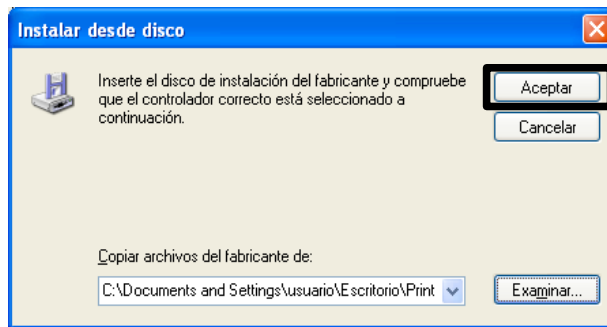 Instalar desde disco
Inserte el disco de instalación del fabricante y compruebe
que el controlador correcto está seleccionado a
continuación.
Aceptar
Cancelar
Copiar archivos del fabricante de:
C:\Documents and Settings\usuario\Escritorio\Print
Examinar...